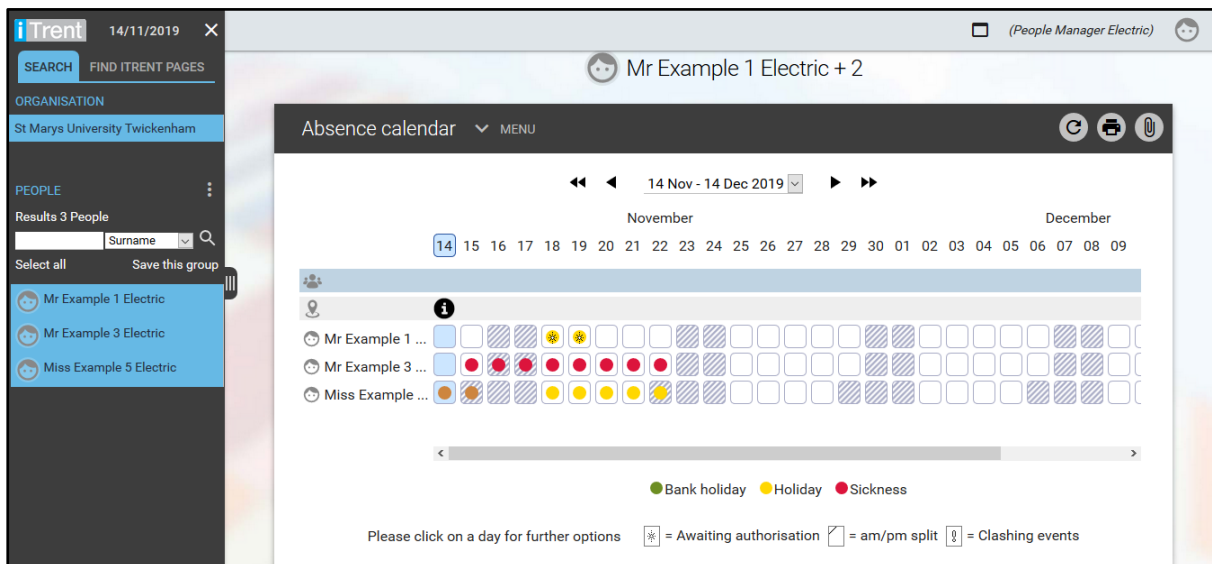 iTrent 14/11/2019
SEARCH FIND ITRENT PAGES
ORGANISATION
St Marys University Twickenham
PEOPLE
Results 3 People
Surname
Select all Save this group
Mr Example 1 Electric
Mr Example 3 Electric
Miss Example 5 Electric
(People Manager Electric)
Mr Example 1 Electric + 2
Absence calendar MENU
14 Nov - 14 Dec 2019
November December
14 15 16 17 18 19 20 21 22 23 24 25 26 27 28 29 30 01 02 03 04 05 06 07 08 09
Mr Example 1 ...
Mr Example 3 ...
Miss Example ...
Bank holiday Holiday Sickness
Please click on a day for further options = Awaiting authorisation = am/pm split = Clashing events